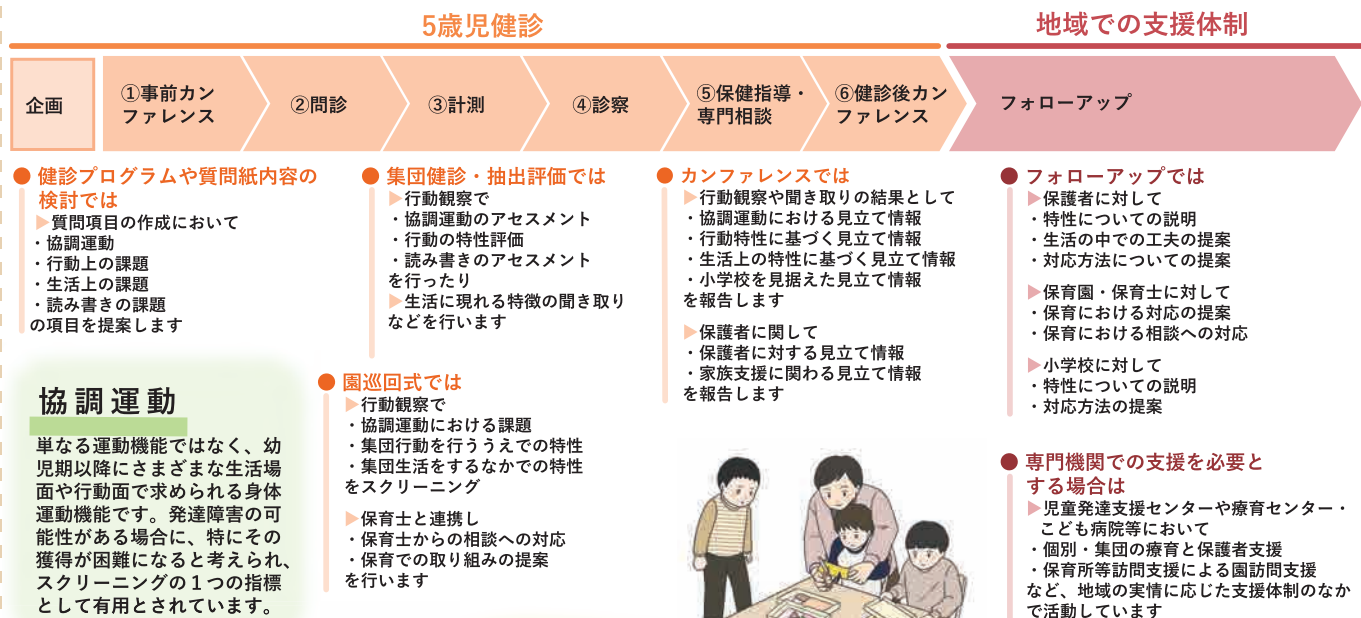 5歳児健診
地域での支援体制
企画
①事前カン
ファレンス
②問診
③計測
④診察
⑤保健指導・
専門相談
⑥健診後カン
ファレンス
フォローアップ
● 健診プログラムや質問紙内容の
検討では
▶質問項目の作成において
・協調運動
・行動上の課題
・生活上の課題
・読み書きの課題
の項目を提案します
協調運動
単なる運動機能ではなく、幼
児期以降にさまざまな生活場
面や行動面で求められる身体
運動機能です。発達障害の可
能性がある場合に、特にその
獲得が困難になると考えられ、
スクリーニングの1つの指標
として有用とされています。
● 集団健診・抽出評価では
▶行動観察で
・協調運動のアセスメント
・行動の特性評価
・読み書きのアセスメント
を行ったり
▶生活に現れる特徴の聞き取り
などを行います
● 園巡回式では
▶行動観察で
・協調運動における課題
・集団行動を行ううえでの特性
・集団生活をするなかでの特性
をスクリーニング
▶保育士と連携し
・保育士からの相談への対応
・保育での取り組みの提案
を行います
● カンファレンスでは
▶行動観察や聞き取りの結果として
・協調運動における見立て情報
・行動特性に基づく見立て情報
・生活上の特性に基づく見立て情報
・小学校を見据えた見立て情報
を報告します
▶保護者に関して
・保護者に対する見立て情報
・家族支援に関わる見立て情報
を報告します
● フォローアップでは
▶保護者に対して
・特性についての説明
・生活の中での工夫の提案
・対応方法についての提案
▶保育園・保育士に対して
・保育における対応の提案
・保育における相談への対応
▶小学校に対して
・特性についての説明
・対応方法の提案
● 専門機関での支援を必要と
する場合は
▶児童発達支援センターや療育センター・
こども病院等において
・個別・集団の療育と保護者支援
・保育所等訪問支援による園訪問支援
など、地域の実情に応じた支援体制のなか
で活動しています